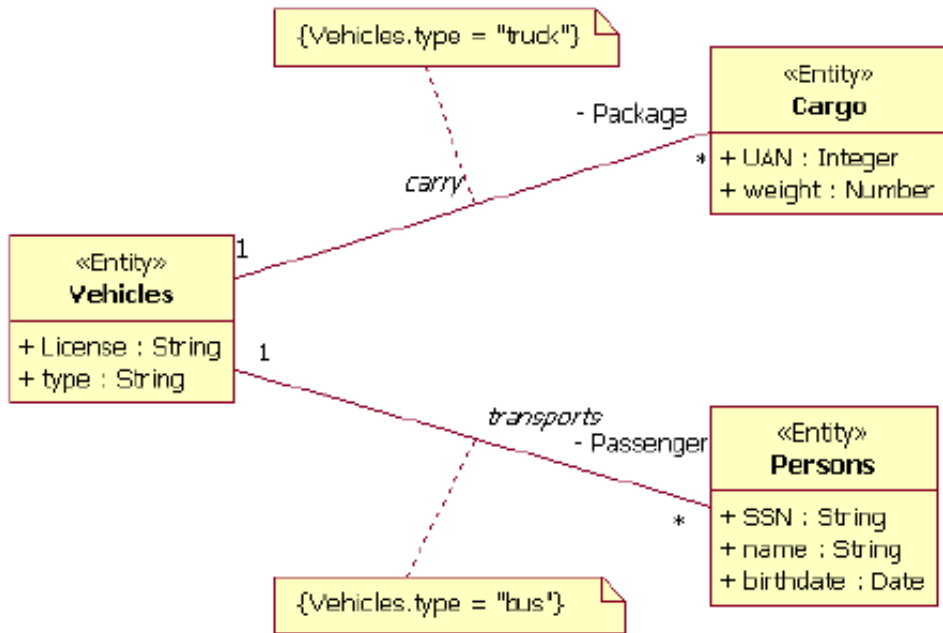 {Vehicles.type = "truck"}
«Entity»
Cargo
+ UAN : Integer
+ weight : Number
- Package
*
carry
1
«Entity»
Vehicles
+ License : String
+ type : String
1
transports
- Passenger
*
«Entity»
Persons
+ SSN : String
+ name : String
+ birthdate : Date
{Vehicles.type = "bus"}